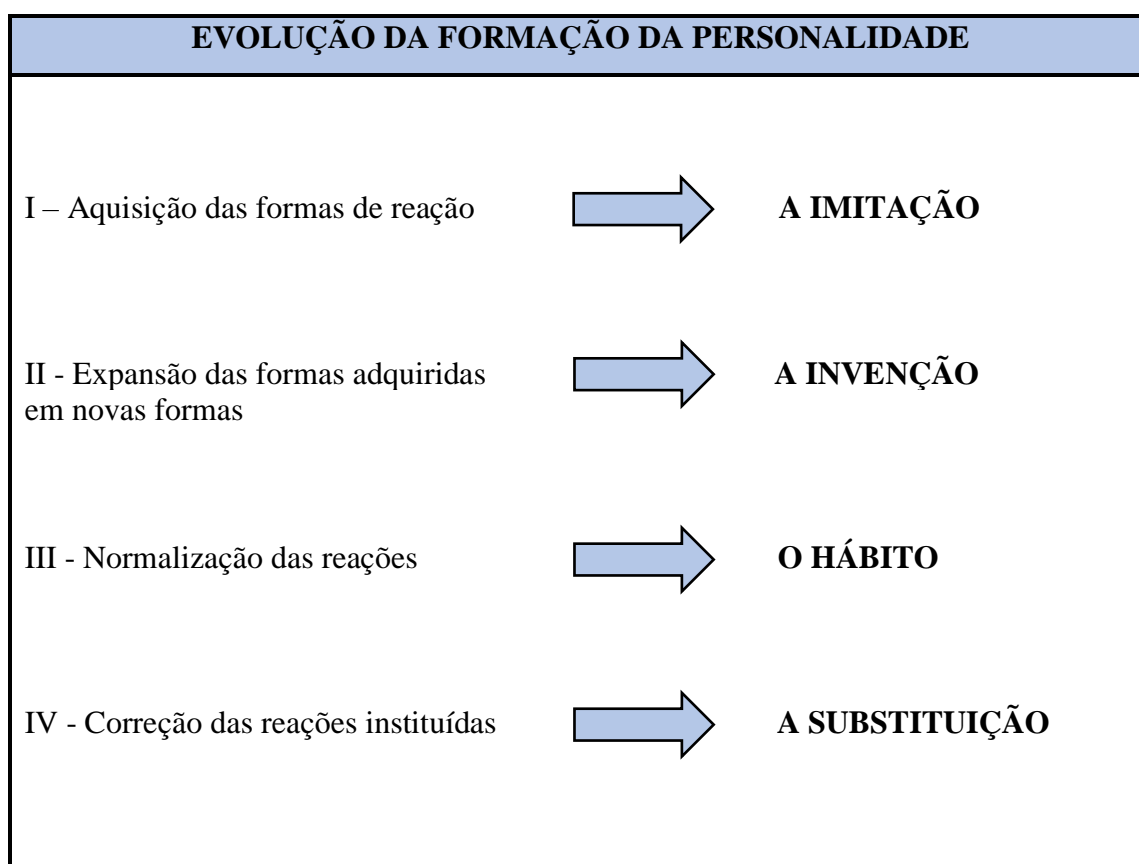 EVOLUÇÃO DA FORMAÇÃO DA PERSONALIDADE
I – Aquisição das formas de reação
A IMITAÇÃO
II - Expansão das formas adquiridas
em novas formas
A INVENÇÃO
III - Normalização das reações
O HÁBITO
IV - Correção das reações instituídas
A SUBSTITUIÇÃO